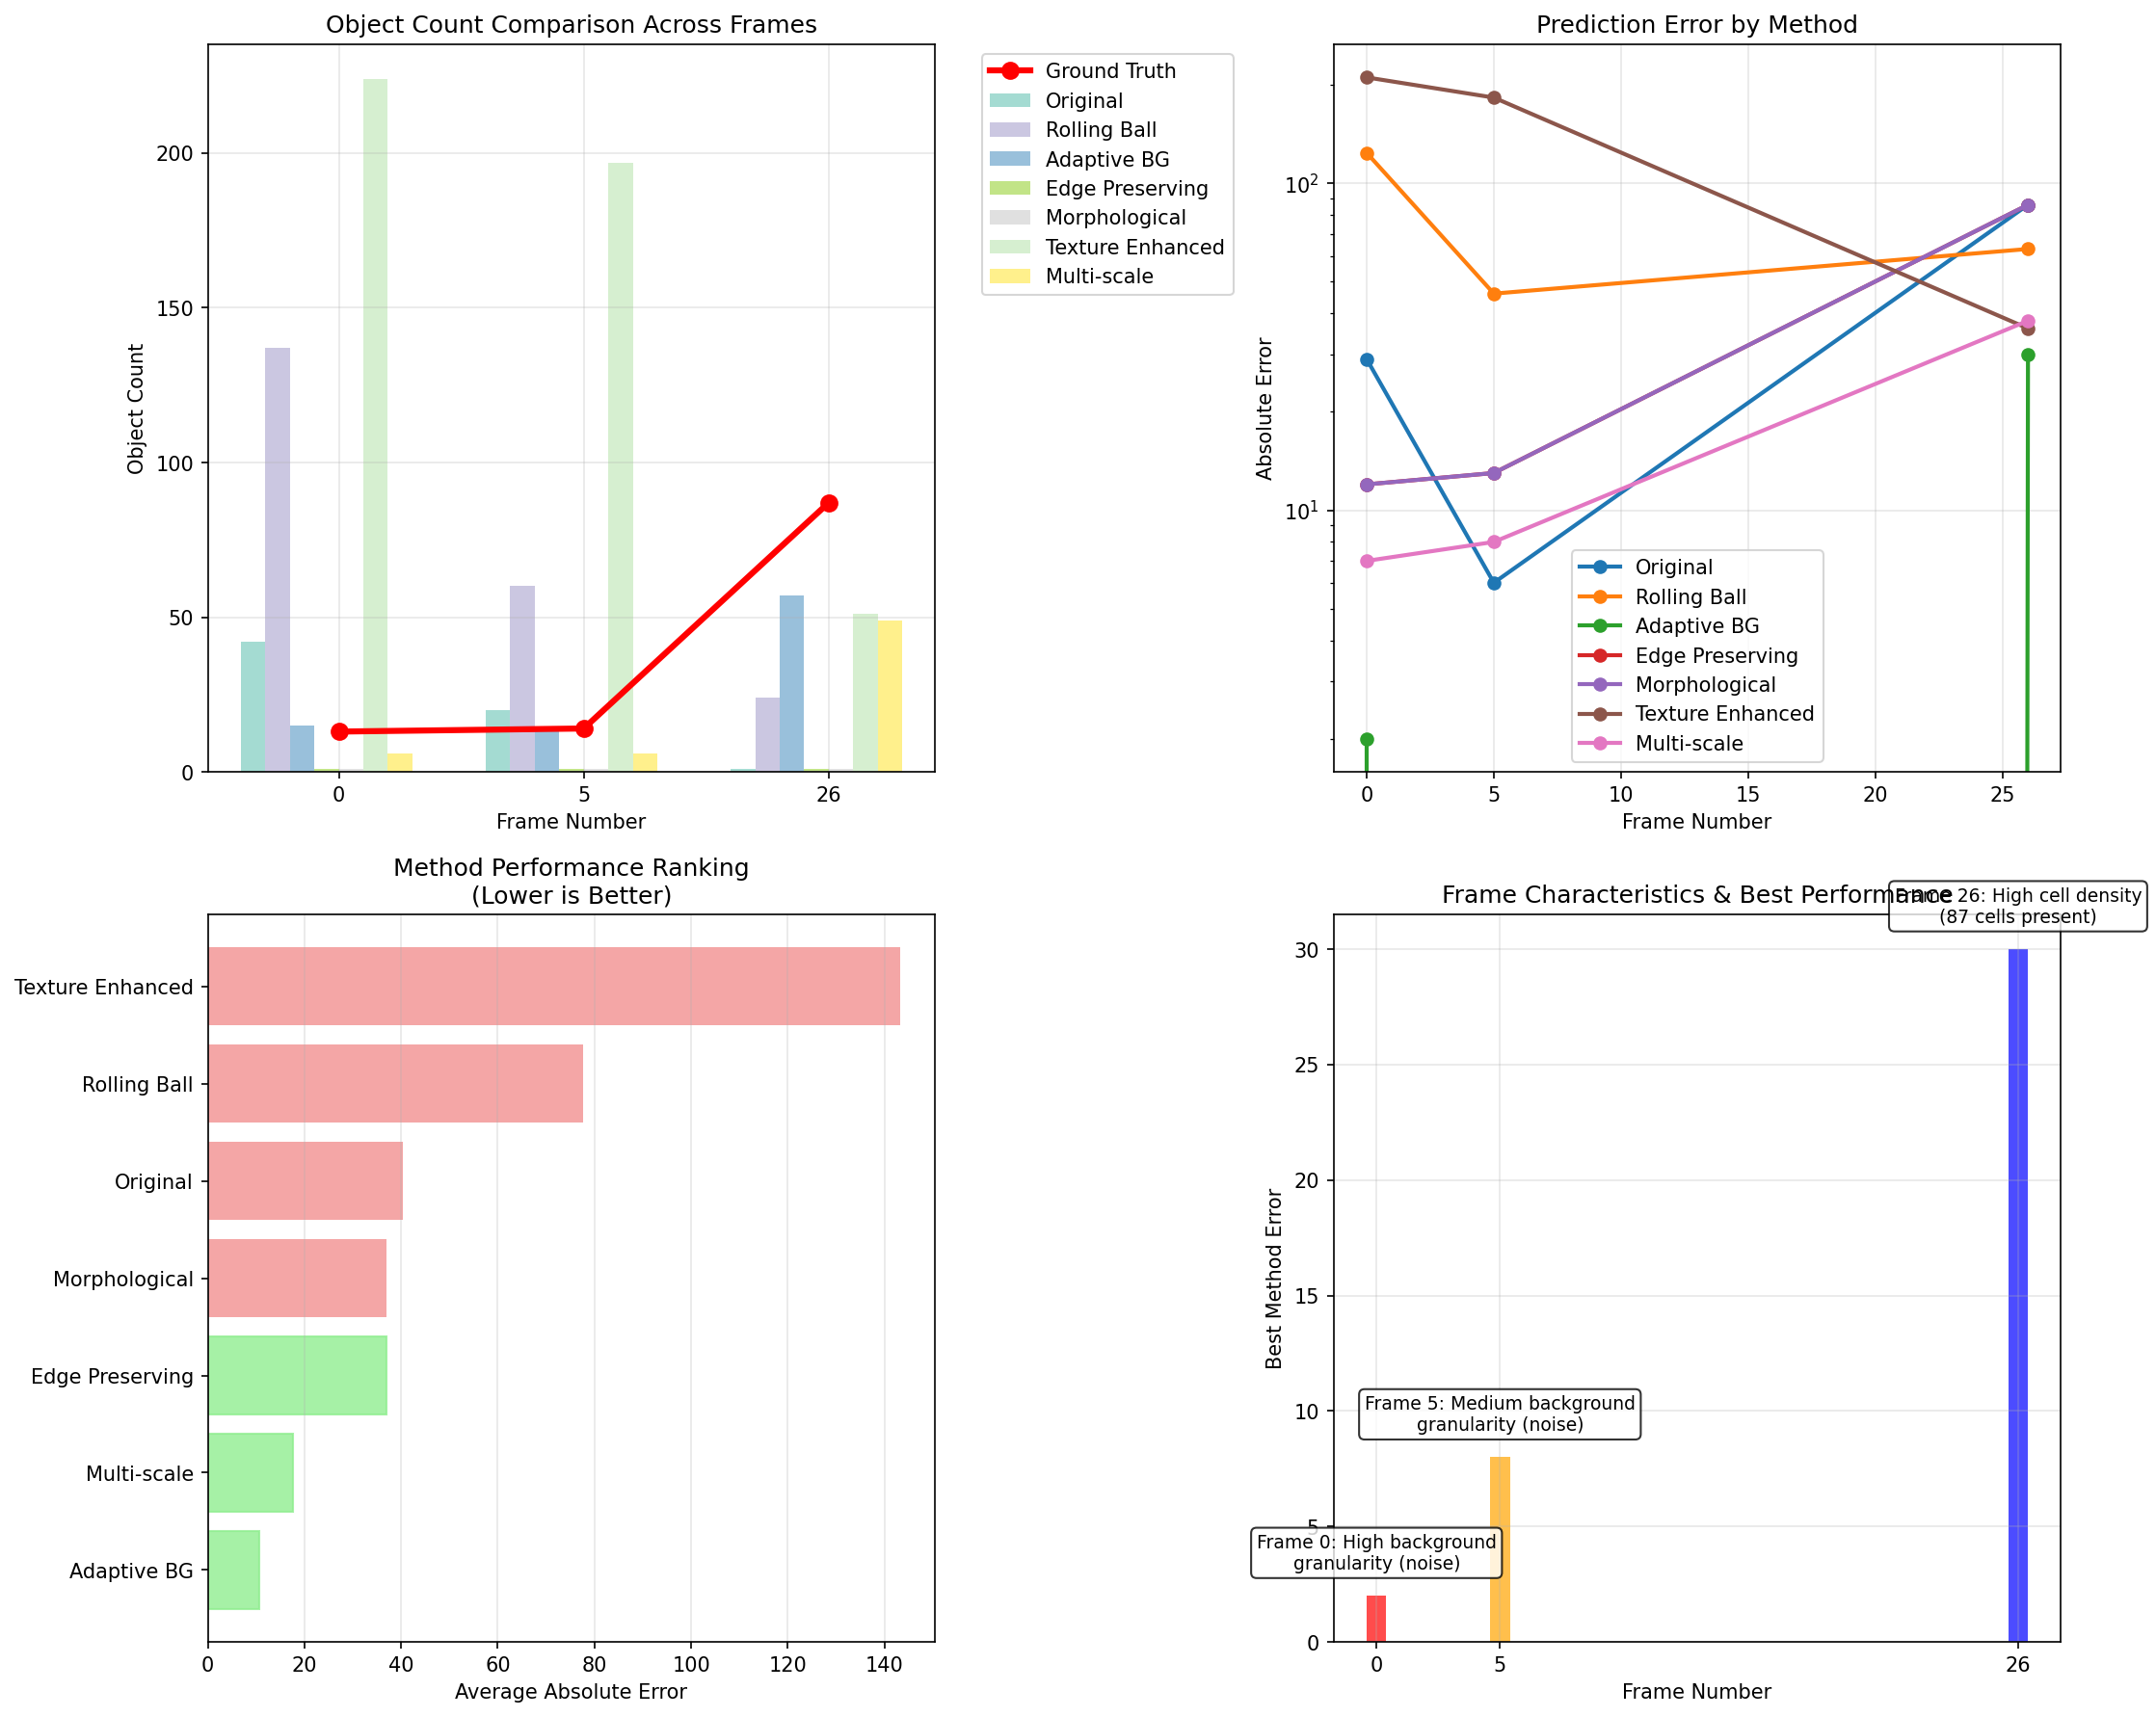 Object Count Comparison Across Frames
Object Count
200
150
100
50
0
0 5 26
Frame Number
Ground Truth
Original
Rolling Ball
Adaptive BG
Edge Preserving
Morphological
Texture Enhanced
Multi-scale
Prediction Error by Method
Absolute Error
10²
10¹
0 5 10 15 20 25
Frame Number
Original
Rolling Ball
Adaptive BG
Edge Preserving
Morphological
Texture Enhanced
Multi-scale
Method Performance Ranking
(Lower is Better)
Texture Enhanced
Rolling Ball
Original
Morphological
Edge Preserving
Multi-scale
Adaptive BG
0 20 40 60 80 100 120 140
Average Absolute Error
Frame Characteristics & Best Performance
Frame 26: High cell density
(87 cells present)
Best Method Error
30
25
20
15
10
5
0
Frame 5: Medium background
granularity (noise)
Frame 0: High background
granularity (noise)
0 5 26
Frame Number